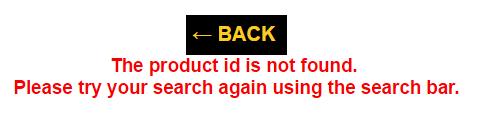 ← BACK
The product id is not found.
Please try your search again using the search bar.